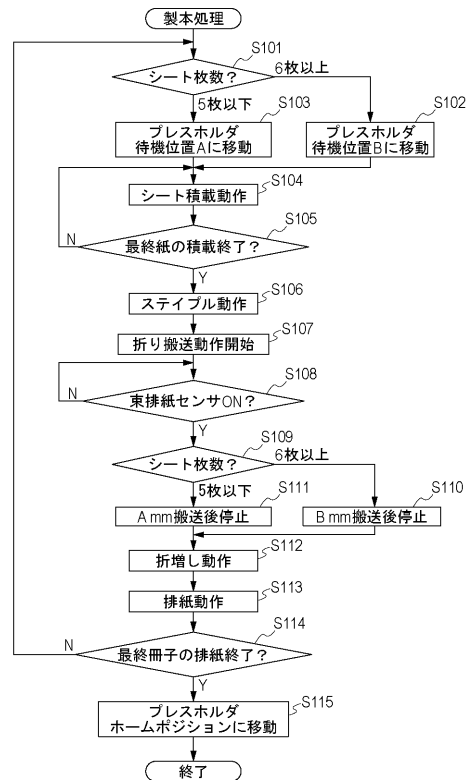 製本処理
S101
シート枚数?
6枚以上
5枚以下
S103
プレスホルダ
待機位置Aに移動
S102
プレスホルダ
待機位置Bに移動
S104
シート積載動作
S105
最終紙の積載終了?
N
Y
S106
ステイプル動作
S107
折り搬送動作開始
S108
束排紙センサON?
N
Y
S109
シート枚数?
6枚以上
5枚以下
S111
Amm搬送後停止
S110
Bmm搬送後停止
S112
折増し動作
S113
排紙動作
S114
最終冊子の排紙終了?
N
Y
S115
プレスホルダ
ホームポジションに移動
終了